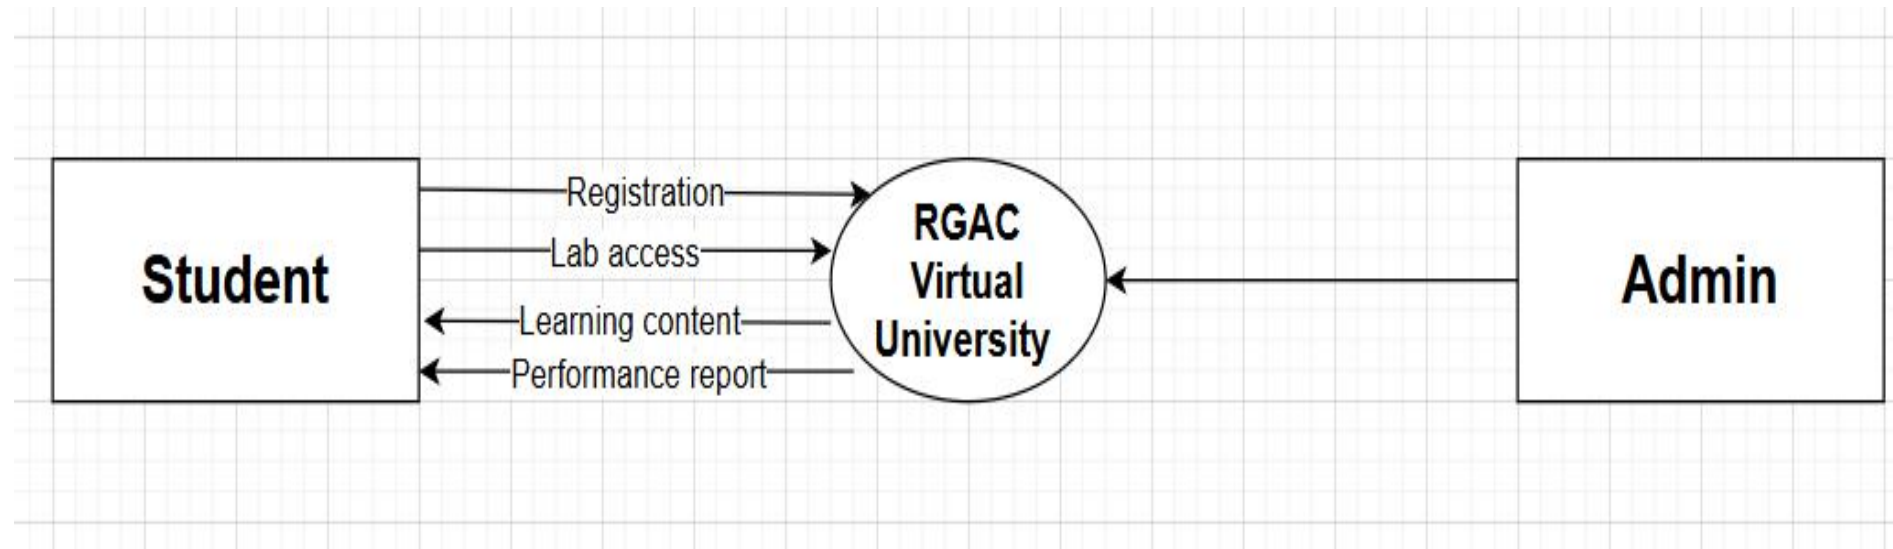 Student
Registration
Lab access
Learning content
Performance report
RGAC
Virtual
University
Admin